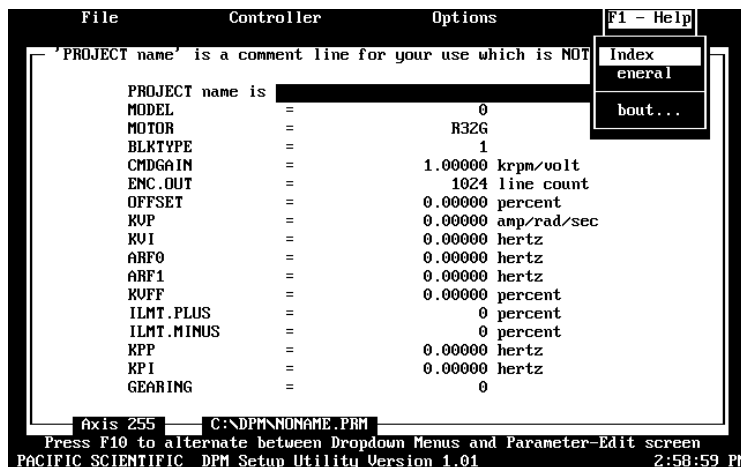 File Controller Options F1 - Help
'PROJECT name' is a comment line for your use which is NOT
Index
eneral
bout...
PROJECT name is
MODEL = 0
MOTOR = R32G
BLKTYPE = 1
CMDGAIN = 1.00000 krpm/volt
ENC.OUT = 1024 line count
OFFSET = 0.00000 percent
KVP = 0.00000 amp/rad/sec
KVI = 0.00000 hertz
ARF0 = 0.00000 hertz
ARF1 = 0.00000 hertz
KVFF = 0.00000 percent
ILMT.PLUS = 0 percent
ILMT.MINUS = 0 percent
KPP = 0.00000 hertz
KPI = 0.00000 hertz
GEARING = 0
Axis 255 C:\DPM\NONAME.PRM
Press F10 to alternate between Dropdown Menus and Parameter-Edit screen
PACIFIC SCIENTIFIC DPM Setup Utility Version 1.01 2:58:59 PM